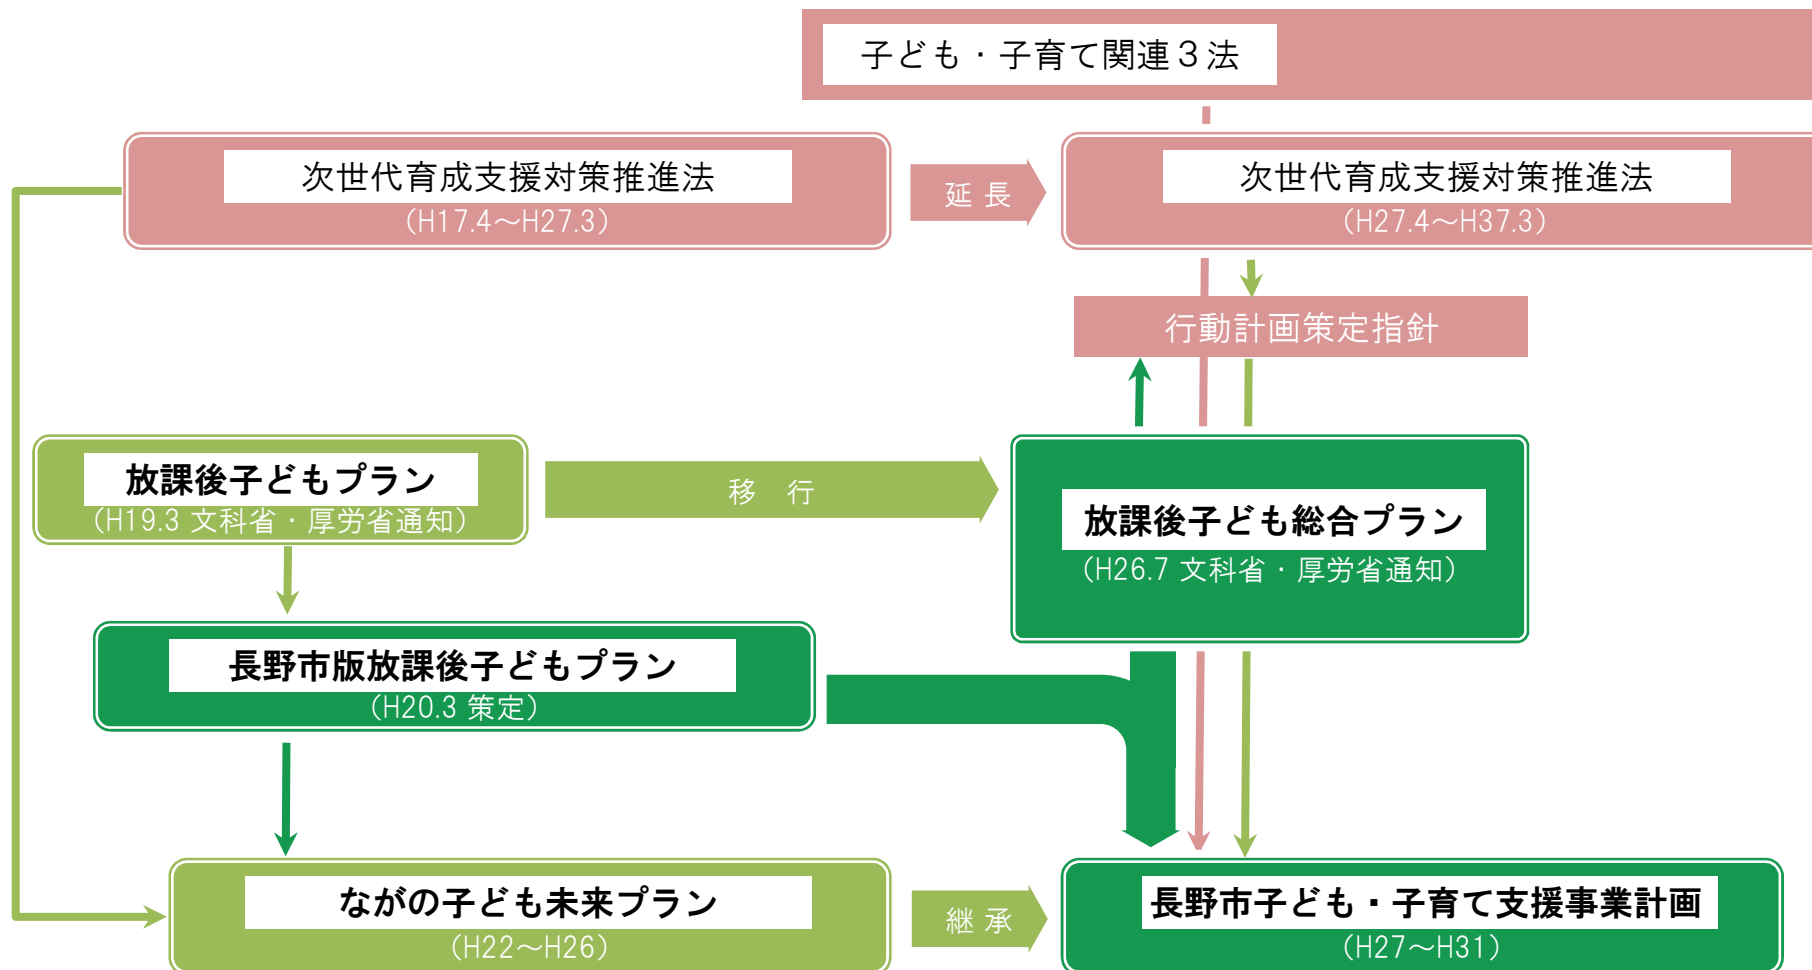 子ども・子育て関連３法
次世代育成支援対策推進法
（H17.4～H27.3）
延 長
次世代育成支援対策推進法
（H27.4～H37.3）
行動計画策定指針
放課後子どもプラン
（H19.3 文科省・厚労省通知）
移　行
放課後子ども総合プラン
（H26.7 文科省・厚労省通知）
長野市版放課後子どもプラン
（H20.3 策定）
ながの子ども未来プラン
（H22～H26）
継 承
長野市子ども・子育て支援事業計画
（H27～H31）